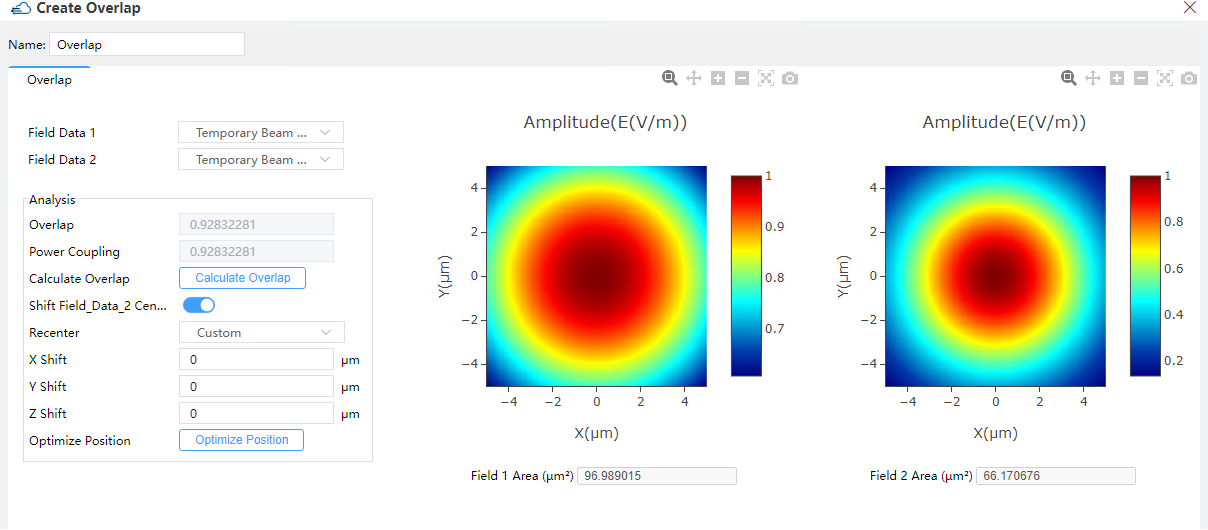 Create Overlap
Name: Overlap
Overlap
Field Data 1 Temporary Beam ...
Field Data 2 Temporary Beam ...
Analysis
Overlap 0.92832281
Power Coupling 0.92832281
Calculate Overlap Calculate Overlap
Shift Field_Data_2 Cen...
Recenter Custom
X Shift 0 μm
Y Shift 0 μm
Z Shift 0 μm
Optimize Position Optimize Position
Amplitude(E(V/m))
Y(μm)
4
2
0
−2
−4
−4 −2 0 2 4
X(μm)
1
0.9
0.8
0.7
Field 1 Area (μm²) 96.989015
Amplitude(E(V/m))
Y(μm)
4
2
0
−2
−4
−4 −2 0 2 4
X(μm)
1
0.8
0.6
0.4
0.2
Field 2 Area (μm²) 66.170676